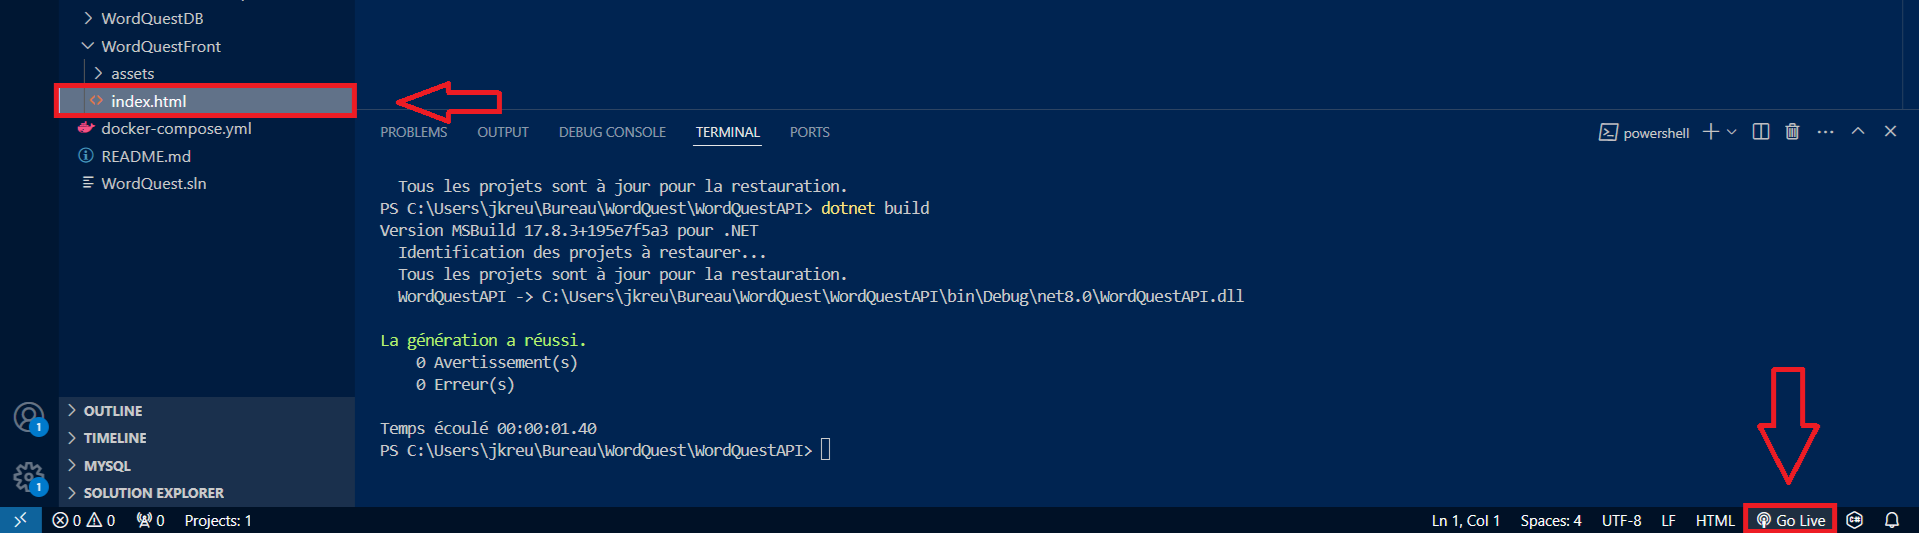 WordQuestDB
WordQuestFront
assets
index.html
docker-compose.yml
README.md
WordQuest.sln
OUTLINE
TIMELINE
MYSQL
SOLUTION EXPLORER
1
1
PROBLEMS OUTPUT DEBUG CONSOLE TERMINAL PORTS
powershell
Tous les projets sont à jour pour la restauration.
PS C:\Users\jkreu\Bureau\WordQuest\WordQuestAPI> dotnet build
Version MSBuild 17.8.3+195e7f5a3 pour .NET
Identification des projets à restaurer...
Tous les projets sont à jour pour la restauration.
WordQuestAPI -> C:\Users\jkreu\Bureau\WordQuest\WordQuestAPI\bin\Debug\net8.0\WordQuestAPI.dll
La génération a réussi.
0 Avertissement(s)
0 Erreur(s)
Temps écoulé 00:00:01.40
PS C:\Users\jkreu\Bureau\WordQuest\WordQuestAPI>
0 0 0 Projects: 1 Ln 1, Col 1 Spaces: 4 UTF-8 LF HTML Go Live C#